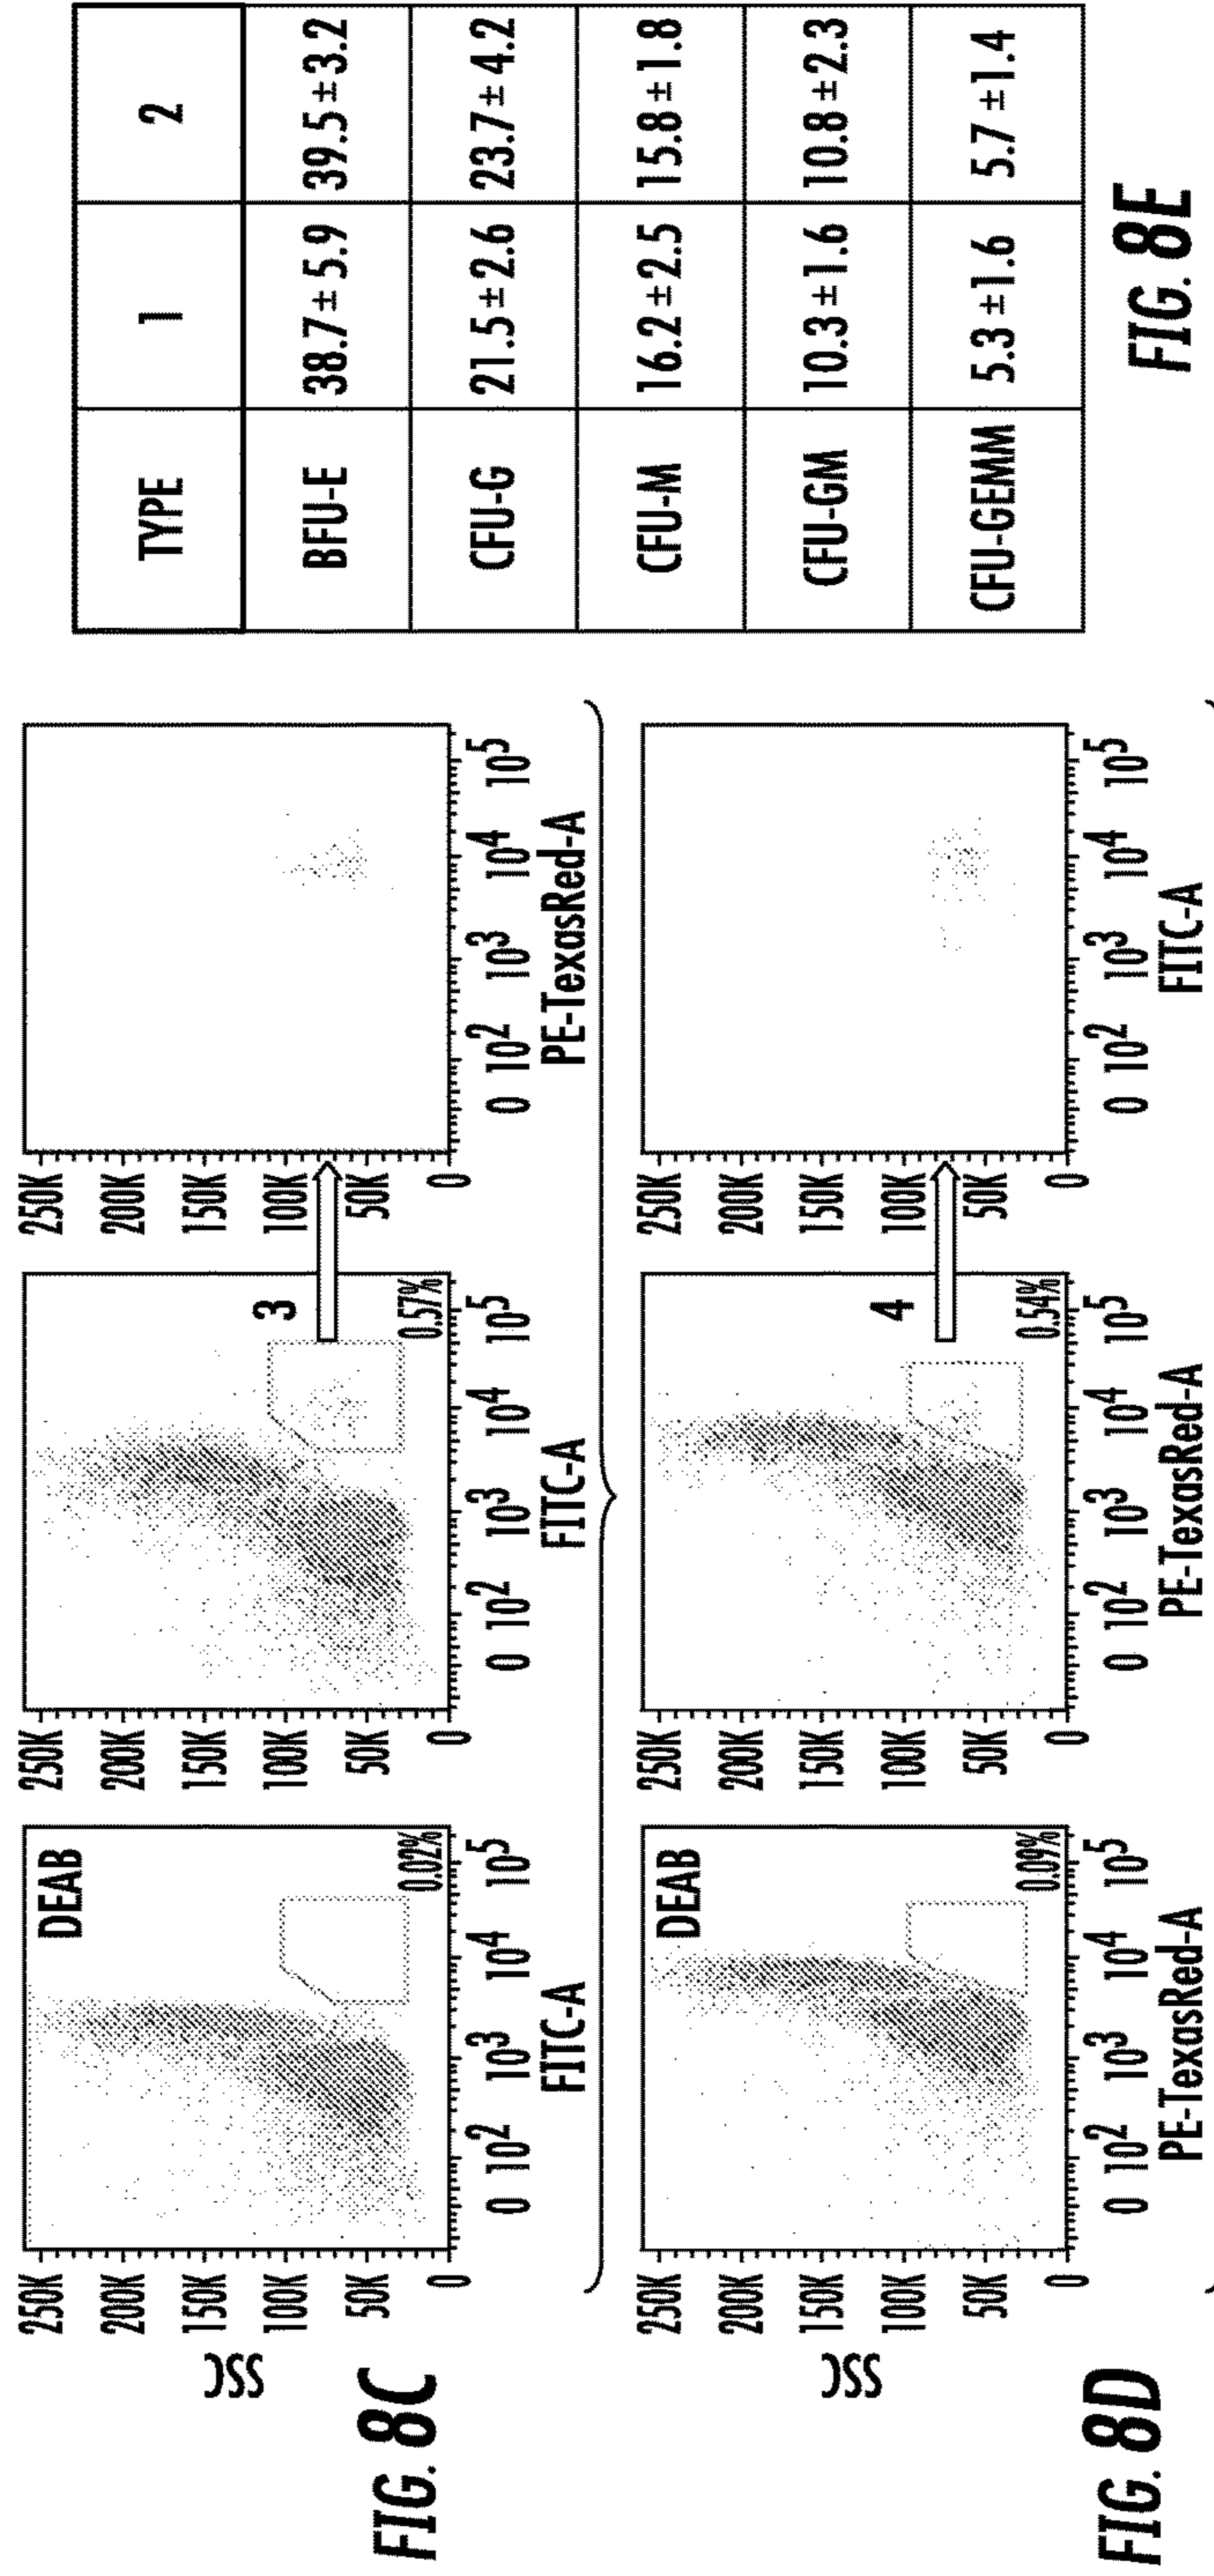 FIG. 8C
SSC
250K
200K
150K
100K
50K
0
DEAB
0.02%
0 10² 10³ 10⁴ 10⁵
FITC-A
250K
200K
150K
100K
50K
0
3
0.57%
0 10² 10³ 10⁴ 10⁵
FITC-A
250K
200K
150K
100K
50K
0
0 10² 10³ 10⁴ 10⁵
PE-TexasRed-A
FIG. 8D
SSC
250K
200K
150K
100K
50K
0
DEAB
0.09%
0 10² 10³ 10⁴ 10⁵
PE-TexasRed-A
250K
200K
150K
100K
50K
0
4
0.54%
0 10² 10³ 10⁴ 10⁵
PE-TexasRed-A
250K
200K
150K
100K
50K
0
0 10² 10³ 10⁴ 10⁵
FITC-A
TYPE 1 2
BFU-E 38.7± 5.9 39.5±3.2
CFU-G 21.5±2.6 23.7± 4.2
CFU-M 16.2±2.5 15.8±1.8
CFU-GM 10.3±1.6 10.8±2.3
CFU-GEMM 5.3±1.6 5.7 ±1.4
FIG. 8E